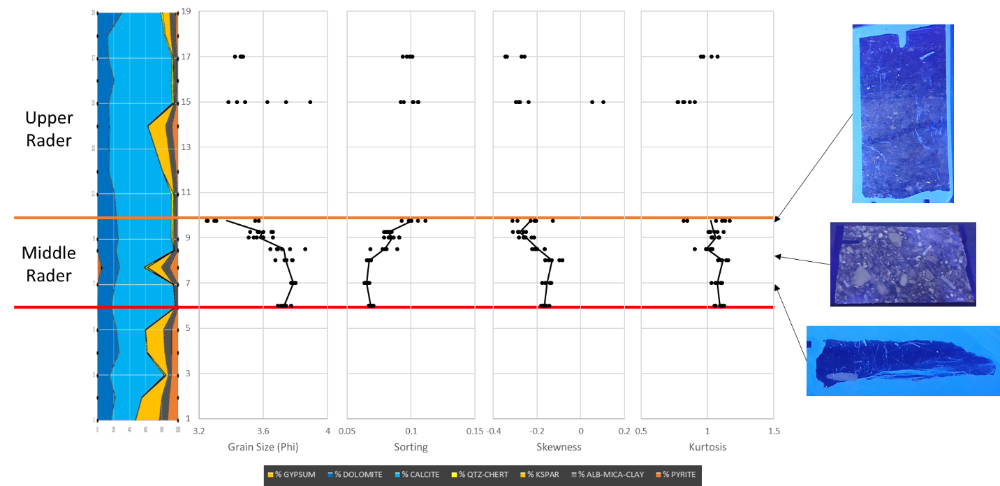 Upper
Rader
Middle
Rader
19
17
15
13
11
9
7
5
3
1
3.2 3.6 4
0.05 0.1 0.15
-0.4 -0.2 0 0.2
0.5 1 1.5
Grain Size (Phi) Sorting Skewness Kurtosis
% GYPSUM % DOLOMITE % CALCITE % QTZ-CHERT % KSPAR % ALB-MICA-CLAY % PYRITE